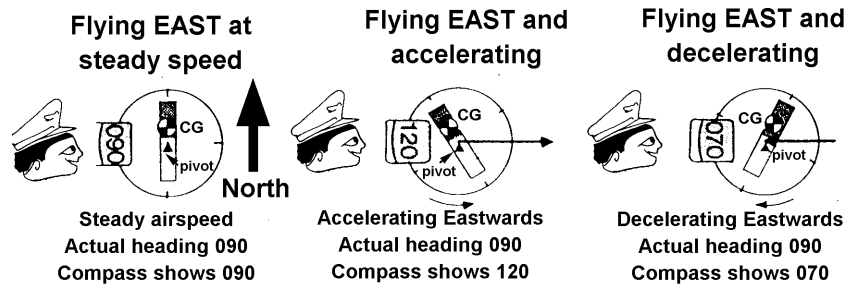 Flying EAST at
steady speed
090
CG
pivot
North
Steady airspeed
Actual heading 090
Compass shows 090
Flying EAST and
accelerating
120
CG
pivot
Accelerating Eastwards
Actual heading 090
Compass shows 120
Flying EAST and
decelerating
070
CG
pivot
Decelerating Eastwards
Actual heading 090
Compass shows 070